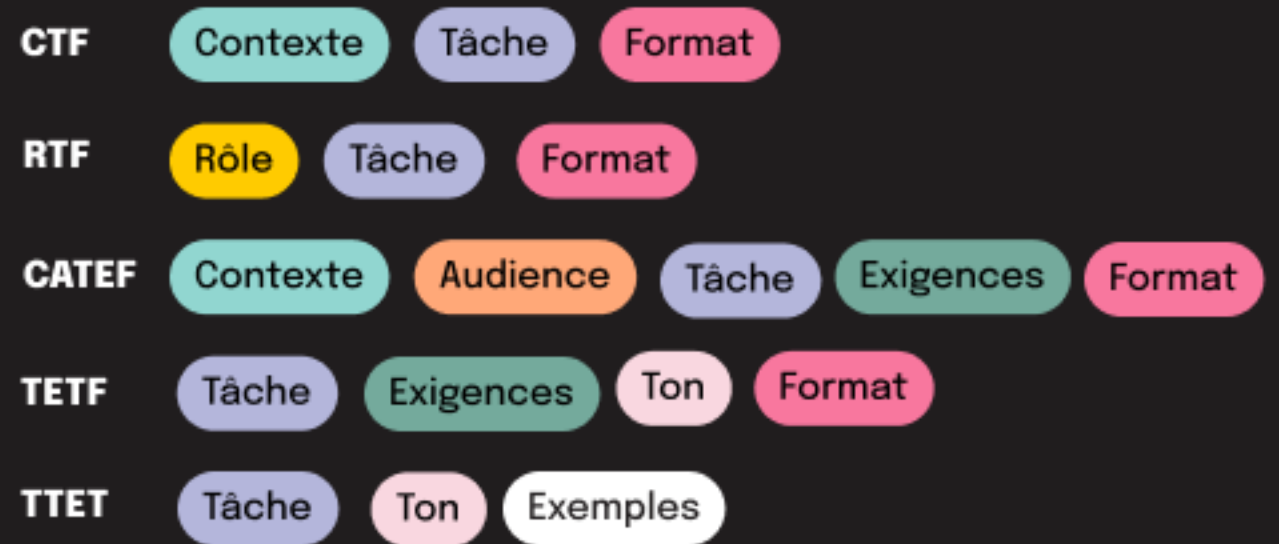 CTF Contexte Tâche Format
RTF Rôle Tâche Format
CATEF Contexte Audience Tâche Exigences Format
TETF Tâche Exigences Ton Format
TTET Tâche Ton Exemples